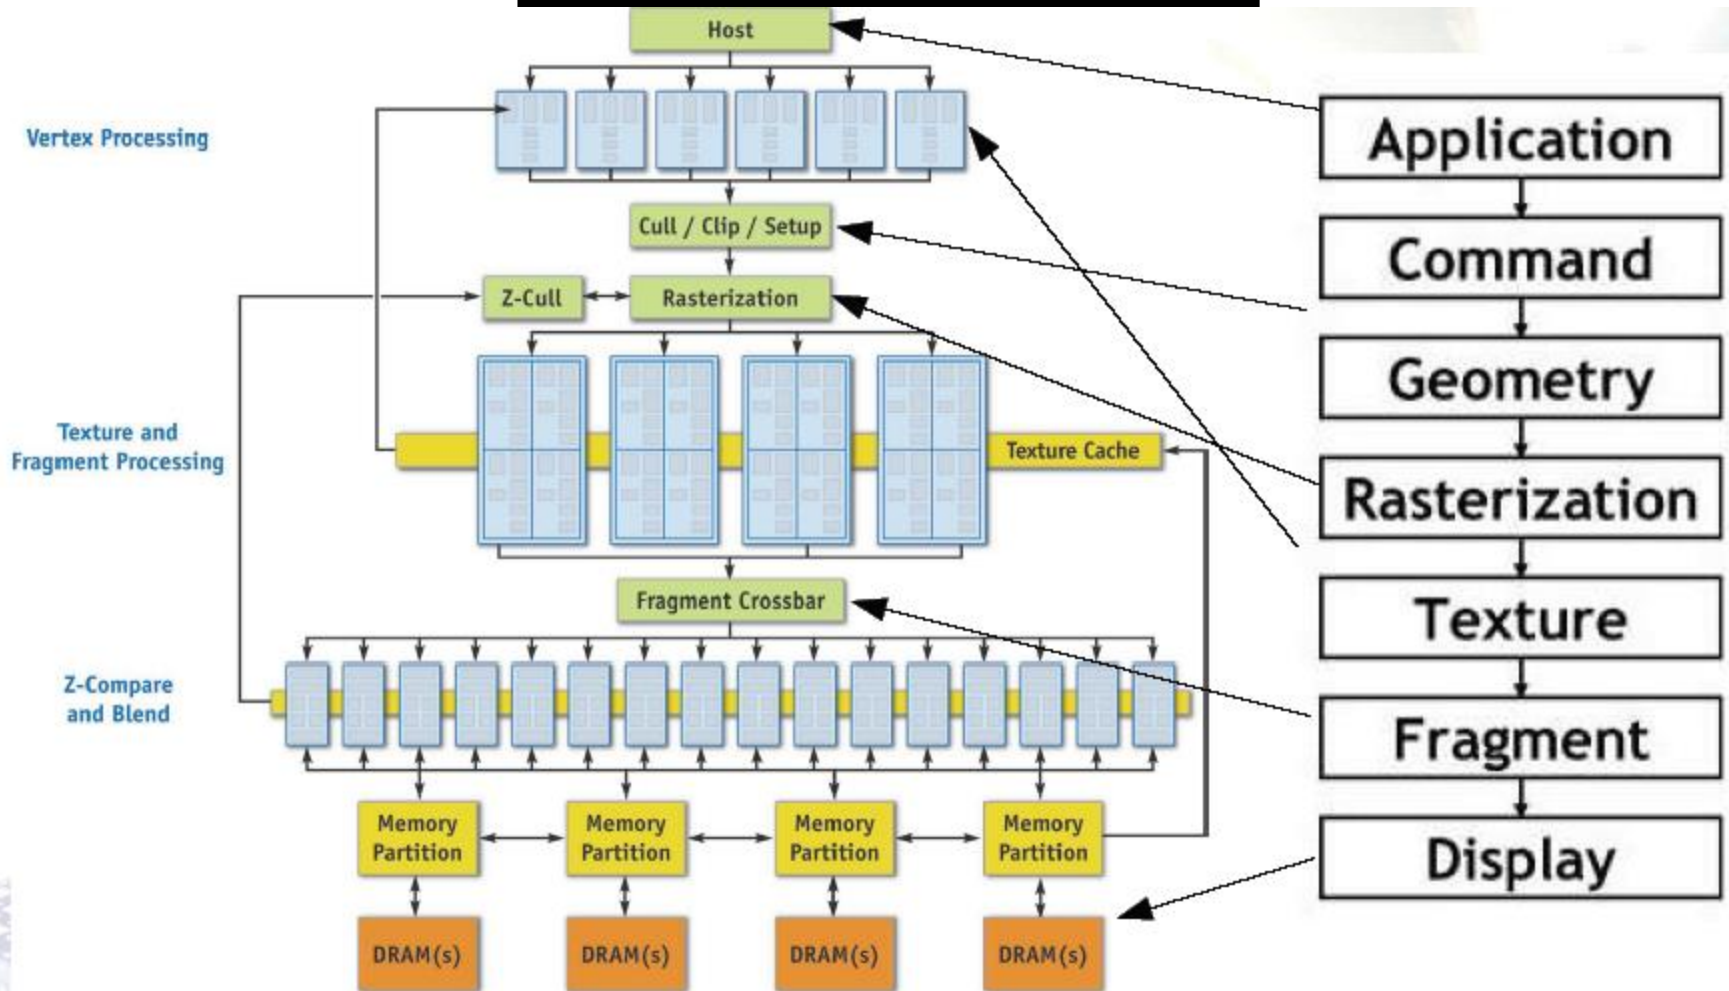 Host
Vertex Processing
Cull / Clip / Setup
Z-Cull
Rasterization
Texture and
Fragment Processing
Texture Cache
Fragment Crossbar
Z-Compare
and Blend
Memory
Partition
Memory
Partition
Memory
Partition
Memory
Partition
DRAM(s)
DRAM(s)
DRAM(s)
DRAM(s)
Application
Command
Geometry
Rasterization
Texture
Fragment
Display